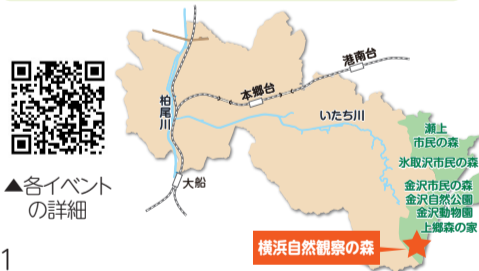 ▲各イベント
の詳細
1
柏尾川
大船
本郷台
港南台
いたち川
瀬上
市民の森
氷取沢市民の森
金沢市民の森
金沢自然公園
金沢動物園
上郷森の家
横浜自然観察の森